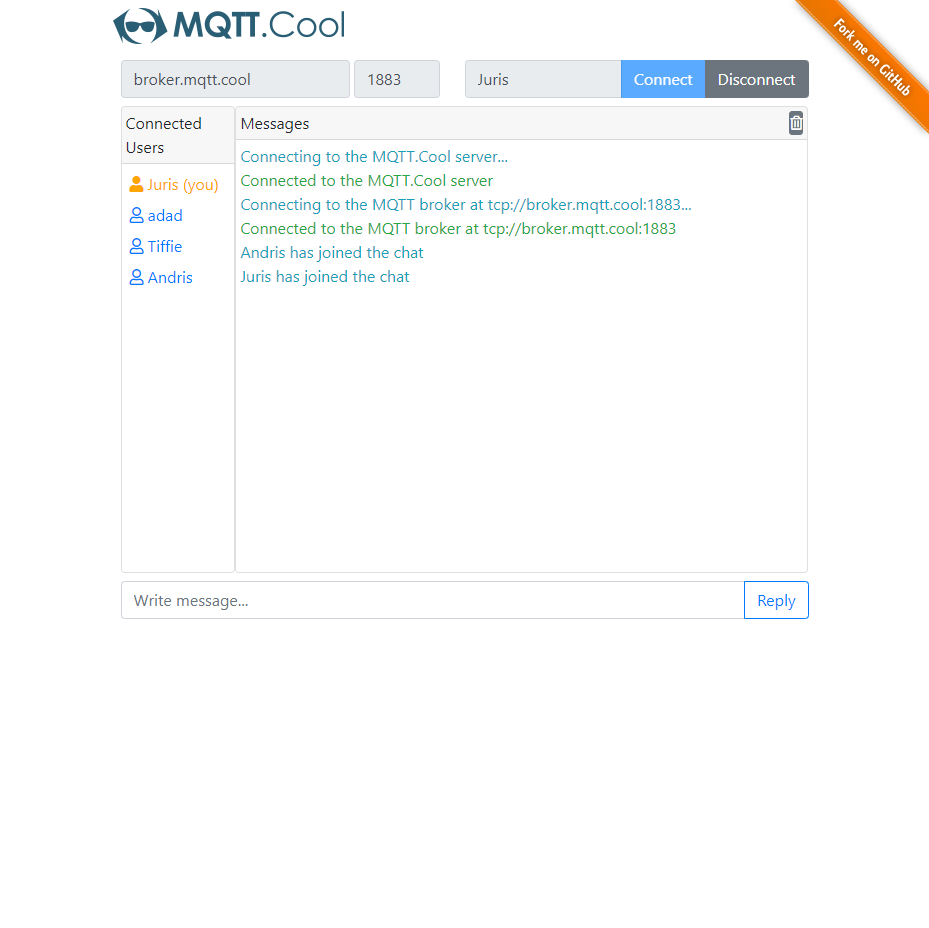 MQTT.Cool
Fork me on GitHub
broker.mqtt.cool 1883 Juris Connect Disconnect
Connected
Users
Messages
Juris (you)
adad
Tiffie
Andris
Connecting to the MQTT.Cool server...
Connected to the MQTT.Cool server
Connecting to the MQTT broker at tcp://broker.mqtt.cool:1883...
Connected to the MQTT broker at tcp://broker.mqtt.cool:1883
Andris has joined the chat
Juris has joined the chat
Write message... Reply